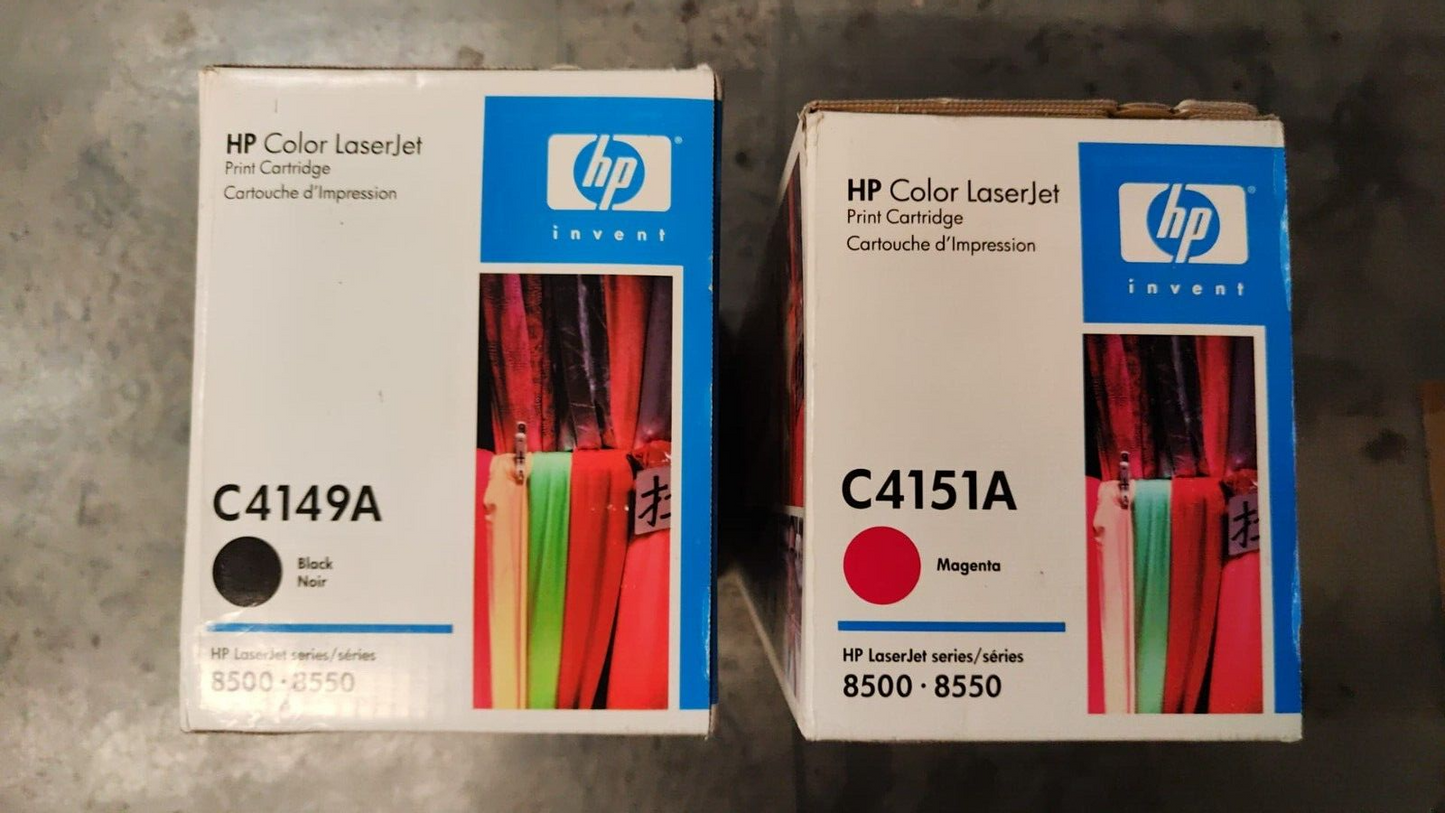 HP Color LaserJet
Print Cartridge
Cartouche d'Impression
hp
®
invent
C4149A
扫
Black
Noir
HP LaserJet series/séries
8500 · 8550
HP Color LaserJet
Print Cartridge
Cartouche d'Impression
hp
®
invent
C4151A
Magenta
HP LaserJet series/séries
8500 · 8550